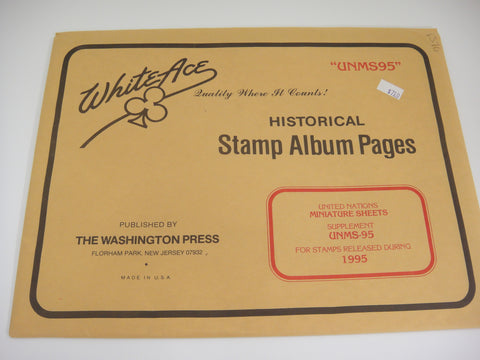 White Ace
"UNMS95"
Quality Where It Counts!
HISTORICAL
Stamp Album Pages
UNITED NATIONS
MINIATURE SHEETS
SUPPLEMENT
UNMS-95
FOR STAMPS RELEASED DURING
1995
PUBLISHED BY
THE WASHINGTON PRESS
FLORHAM PARK, NEW JERSEY 07932
MADE IN U.S.A.